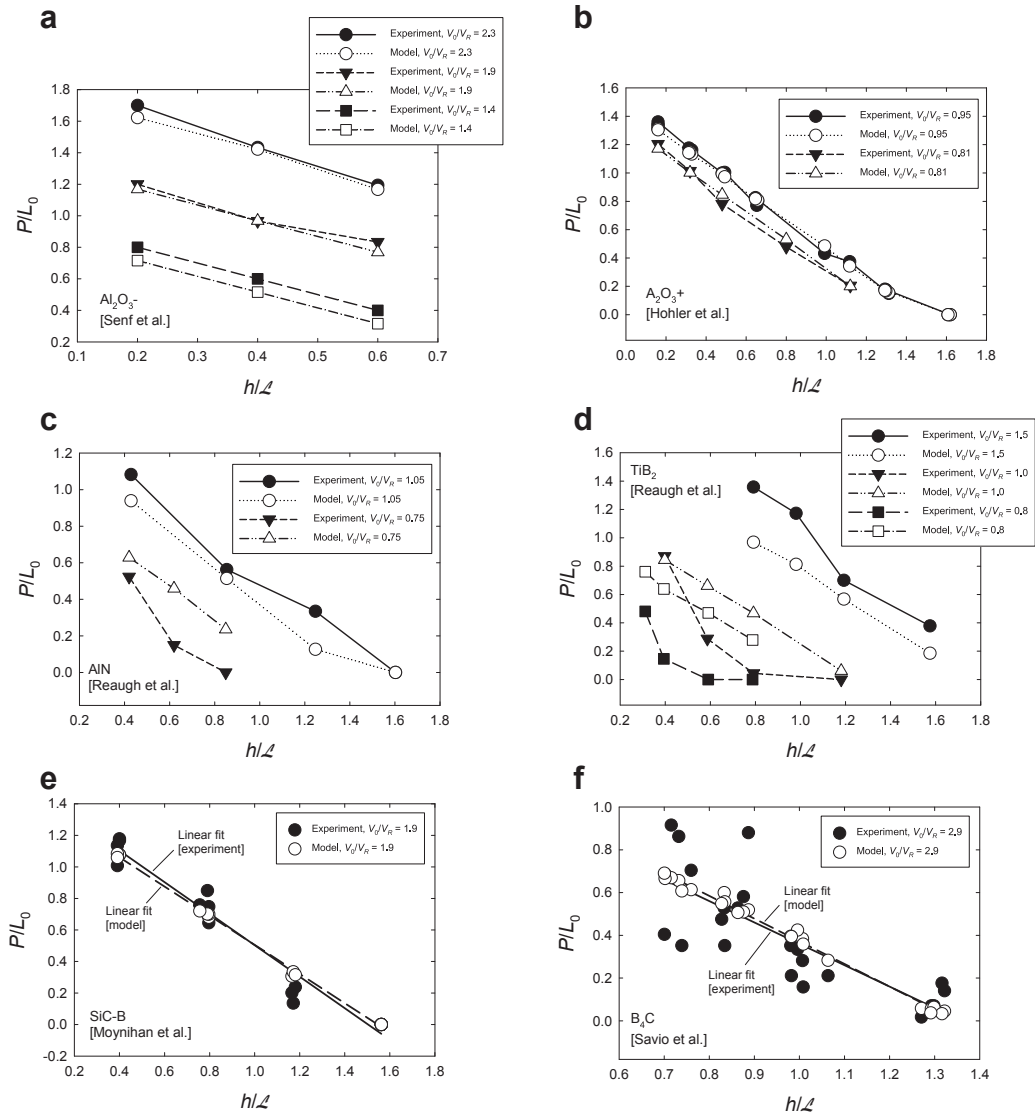 a
Experiment, V0/VR = 2.3
Model, V0/VR = 2.3
Experiment, V0/VR = 1.9
Model, V0/VR = 1.9
Experiment, V0/VR = 1.4
Model, V0/VR = 1.4
1.8
1.6
1.4
1.2
1.0
0.8
0.6
0.4
0.2
P/L0
Al2O3-
[Senf et al.]
0.1 0.2 0.3 0.4 0.5 0.6 0.7
h/ℒ
b
Experiment, V0/VR = 0.95
Model, V0/VR = 0.95
Experiment, V0/VR = 0.81
Model, V0/VR = 0.81
1.6
1.4
1.2
1.0
0.8
0.6
0.4
0.2
0.0
P/L0
A2O3+
[Hohler et al.]
0.0 0.2 0.4 0.6 0.8 1.0 1.2 1.4 1.6 1.8
h/ℒ
c
Experiment, V0/VR = 1.05
Model, V0/VR = 1.05
Experiment, V0/VR = 0.75
Model, V0/VR = 0.75
1.2
1.0
0.8
0.6
0.4
0.2
0.0
P/L0
AlN
[Reaugh et al.]
0.2 0.4 0.6 0.8 1.0 1.2 1.4 1.6 1.8
h/ℒ
d
Experiment, V0/VR = 1.5
Model, V0/VR = 1.5
Experiment, V0/VR = 1.0
Model, V0/VR = 1.0
Experiment, V0/VR = 0.8
Model, V0/VR = 0.8
TiB2
[Reaugh et al.]
1.6
1.4
1.2
1.0
0.8
0.6
0.4
0.2
0.0
P/L0
0.2 0.4 0.6 0.8 1.0 1.2 1.4 1.6 1.8
h/ℒ
e
Experiment, V0/VR = 1.9
Model, V0/VR = 1.9
Linear fit
[experiment]
Linear fit
[model]
1.4
1.2
1.0
0.8
0.6
0.4
0.2
0.0
-0.2
P/L0
SiC-B
[Moynihan et al.]
0.2 0.4 0.6 0.8 1.0 1.2 1.4 1.6 1.8
h/ℒ
f
Experiment, V0/VR = 2.9
Model, V0/VR = 2.9
Linear fit
[model]
Linear fit
[experiment]
1.0
0.8
0.6
0.4
0.2
0.0
P/L0
B4C
[Savio et al.]
0.6 0.7 0.8 0.9 1.0 1.1 1.2 1.3 1.4
h/ℒ